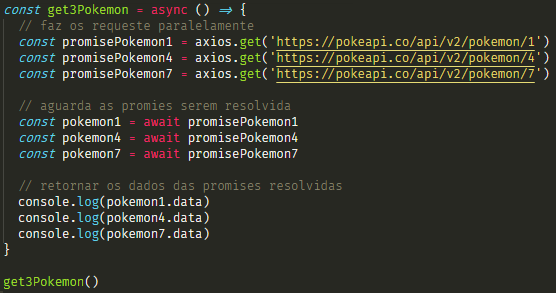 const get3Pokemon = async () => {
// faz os requeste paralelamente
const promisePokemon1 = axios.get('https://pokeapi.co/api/v2/pokemon/1')
const promisePokemon4 = axios.get('https://pokeapi.co/api/v2/pokemon/4')
const promisePokemon7 = axios.get('https://pokeapi.co/api/v2/pokemon/7')
// aguarda as promies serem resolvida
const pokemon1 = await promisePokemon1
const pokemon4 = await promisePokemon4
const pokemon7 = await promisePokemon7
// retornar os dados das promises resolvidas
console.log(pokemon1.data)
console.log(pokemon4.data)
console.log(pokemon7.data)
}
get3Pokemon()